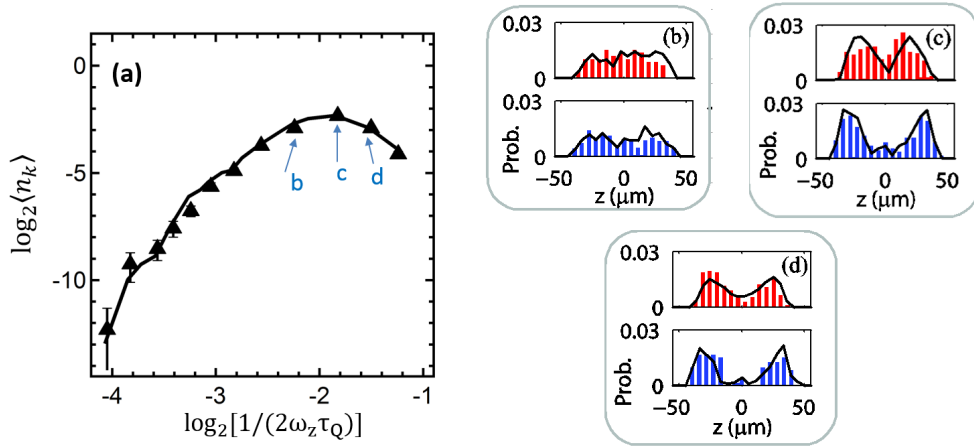 (a)
log₂⟨nₖ⟩
0
-5
-10
b
c
d
-4
-3
-2
-1
log₂[1/(2ω_zτ_Q)]
(b)
0.03
0
0.03
Prob.
0
−50
0
50
z (μm)
(c)
0.03
0
0.03
Prob.
0
−50
0
50
z (μm)
(d)
0.03
0
0.03
Prob.
0
−50
0
50
z (μm)